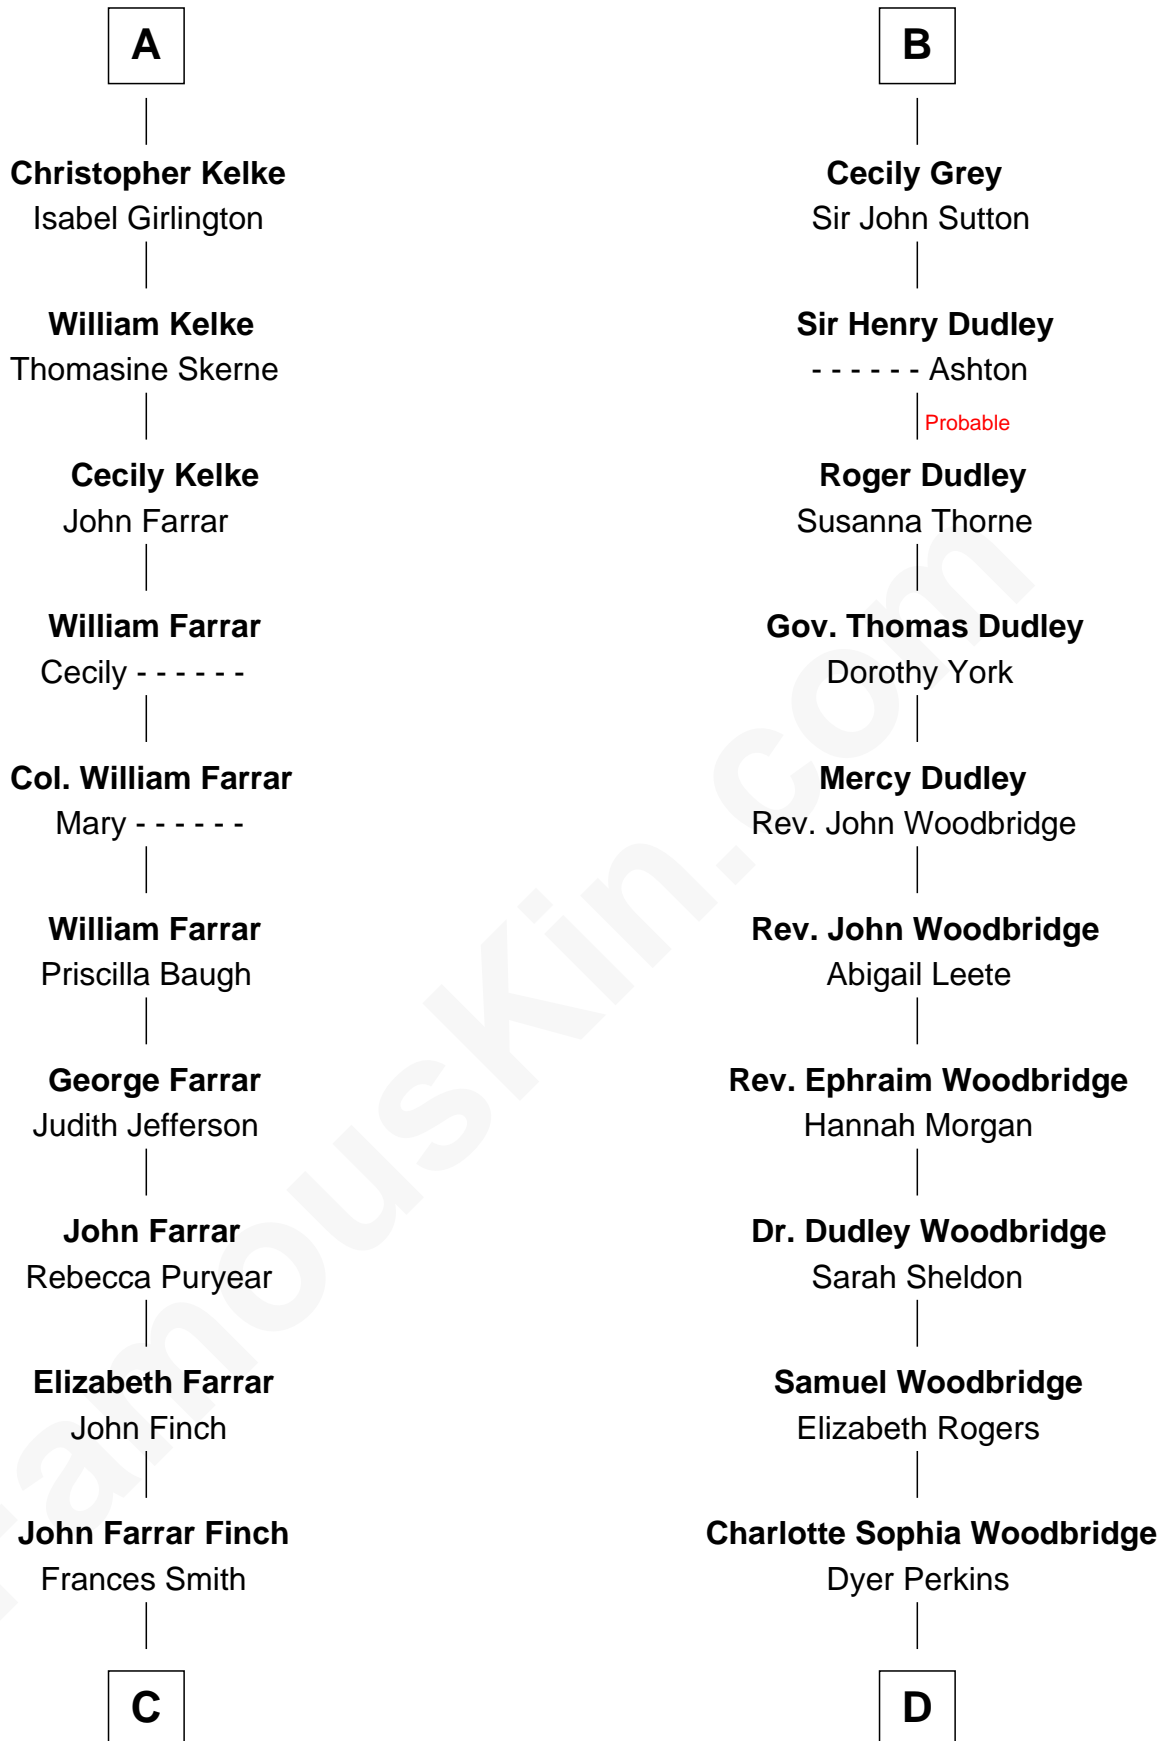 A
Christopher Kelke
Isabel Girlington
William Kelke
Thomasine Skerne
Cecily Kelke
John Farrar
William Farrar
Cecily - - - - - -
Col. William Farrar
Mary - - - - - -
William Farrar
Priscilla Baugh
George Farrar
Judith Jefferson
John Farrar
Rebecca Puryear
Elizabeth Farrar
John Finch
John Farrar Finch
Frances Smith
C
B
Cecily Grey
Sir John Sutton
Sir Henry Dudley
- - - - - - Ashton
Probable
Roger Dudley
Susanna Thorne
Gov. Thomas Dudley
Dorothy York
Mercy Dudley
Rev. John Woodbridge
Rev. John Woodbridge
Abigail Leete
Rev. Ephraim Woodbridge
Hannah Morgan
Dr. Dudley Woodbridge
Sarah Sheldon
Samuel Woodbridge
Elizabeth Rogers
Charlotte Sophia Woodbridge
Dyer Perkins
D
FamousKin.com